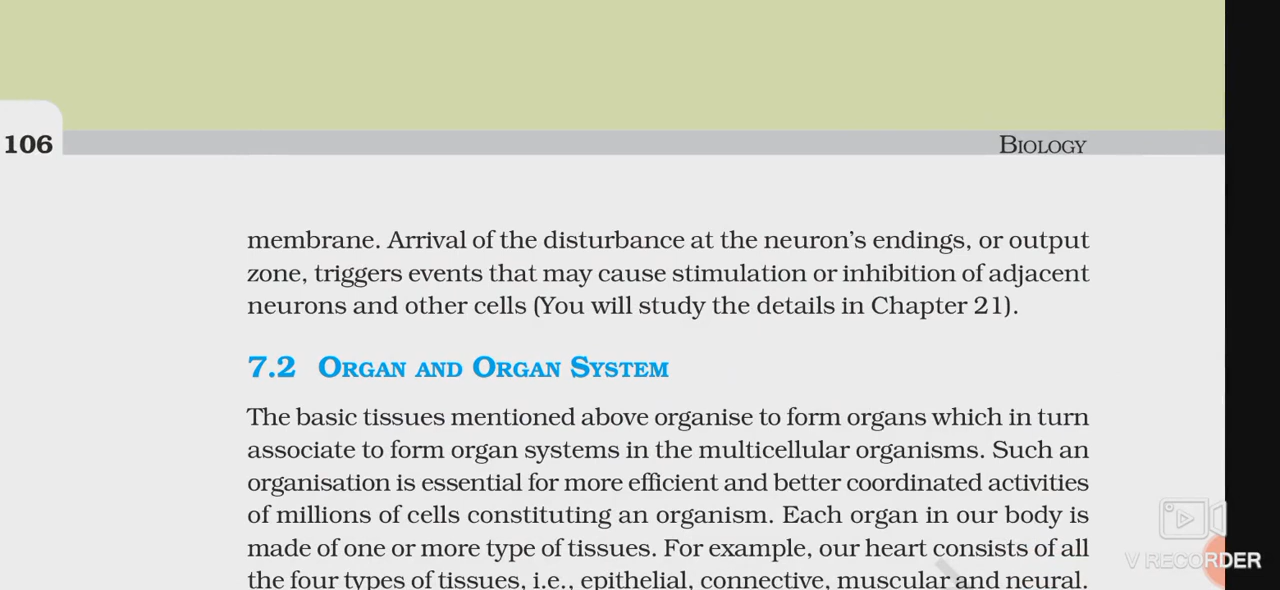 106
BIOLOGY
membrane. Arrival of the disturbance at the neuron’s endings, or output
zone, triggers events that may cause stimulation or inhibition of adjacent
neurons and other cells (You will study the details in Chapter 21).
7.2 ORGAN AND ORGAN SYSTEM
The basic tissues mentioned above organise to form organs which in turn
associate to form organ systems in the multicellular organisms. Such an
organisation is essential for more efficient and better coordinated activities
of millions of cells constituting an organism. Each organ in our body is
made of one or more type of tissues. For example, our heart consists of all
the four types of tissues, i.e., epithelial, connective, muscular and neural.
V RECORDER